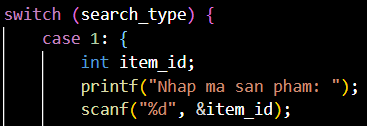 switch (search_type) {
case 1: {
int item_id;
printf("Nhap ma san pham: ");
scanf("%d", &item_id);